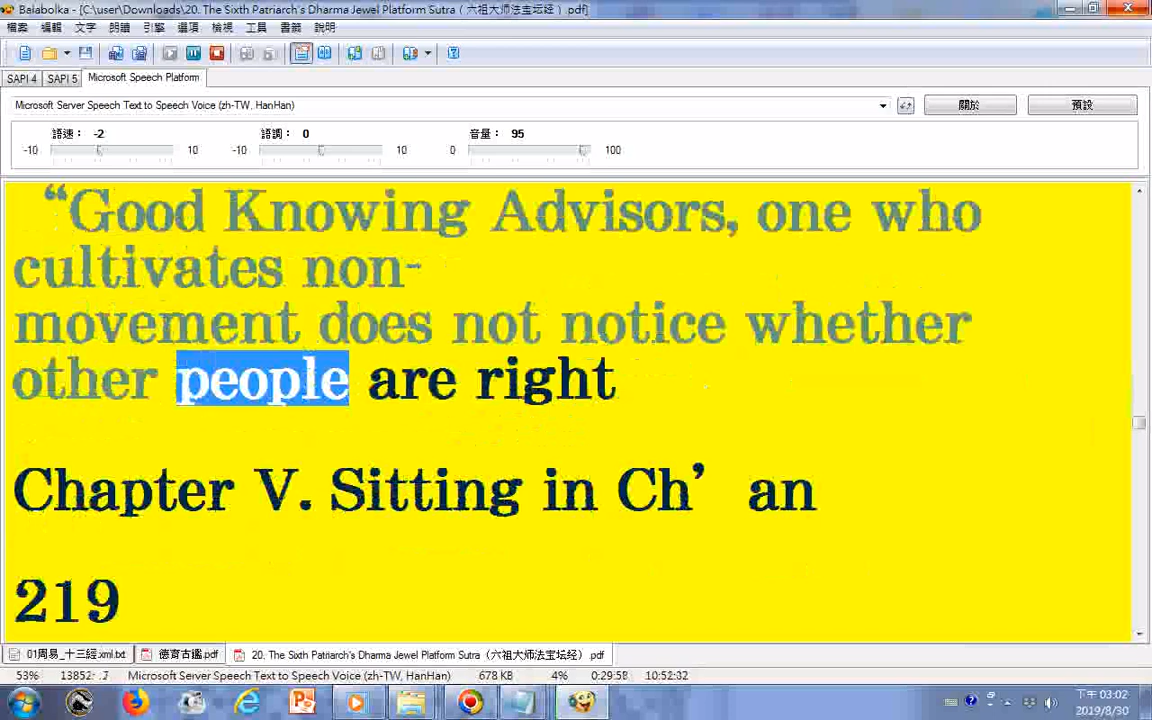 Balabolka - [C:\user\Downloads\20. The Sixth Patriarch's Dharma Jewel Platform Sutra（六祖大师法宝坛经）.pdf]
檔案 編輯 文字 朗讀 引擎 選項 檢視 工具 書籤 說明
SAPI 4 SAPI 5 Microsoft Speech Platform
Microsoft Server Speech Text to Speech Voice (zh-TW, HanHan) 關於 預設
語速： -2 語調： 0 音量： 95
-10 10 -10 10 0 100
“Good Knowing Advisors, one who
cultivates non-
movement does not notice whether
other people are right
Chapter V. Sitting in Ch’ an
219
01周易_十三經.xml.txt 德育古鑑.pdf 20. The Sixth Patriarch's Dharma Jewel Platform Sutra（六祖大师法宝坛经）.pdf
53% Microsoft Server Speech Text to Speech Voice (zh-TW, HanHan) 678 KB 4% 0:29:58 10:52:32
下午 03:02
2019/8/30